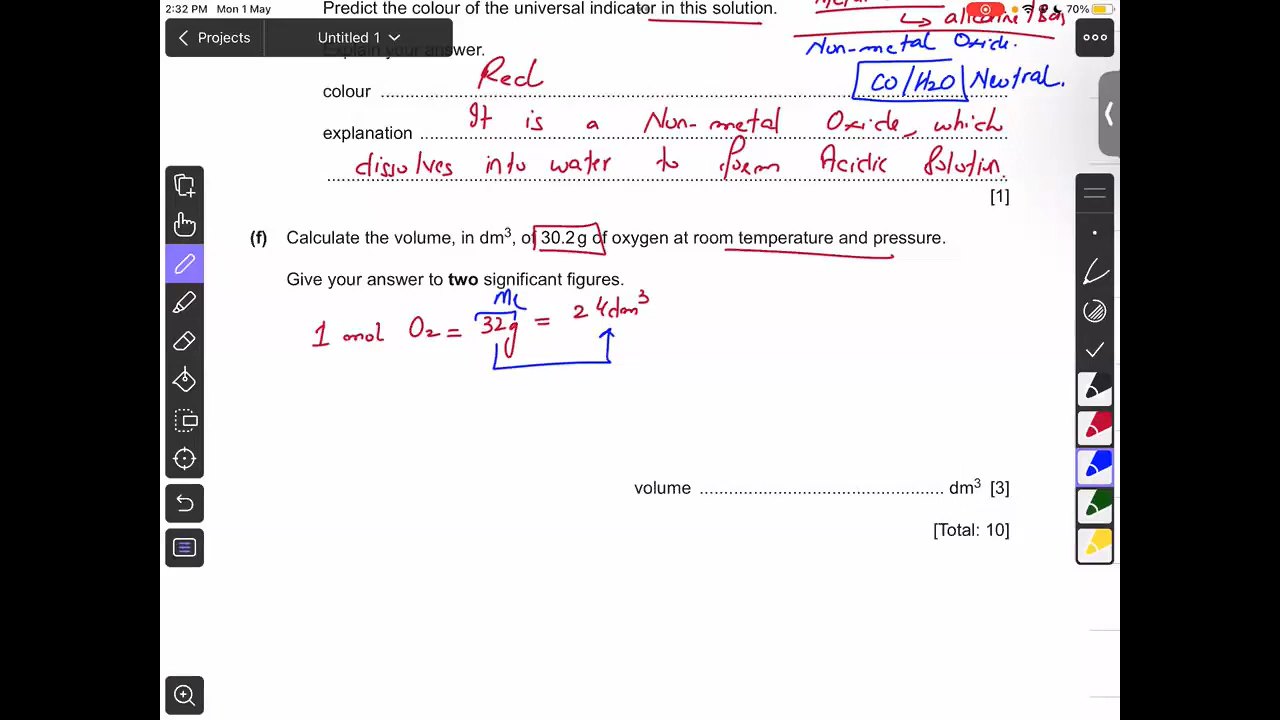 2:32 PM Mon 1 May
70%
Predict the colour of the universal indicator in this solution.
Projects
Untitled 1
Explain your answer.
Non-metal Oxide.
CO/H2O Neutral.
colour Red
explanation It is a Non-metal Oxide, which
dissolves into water to form Acidic Solution.
[1]
(f) Calculate the volume, in dm³, of 30.2 g of oxygen at room temperature and pressure.
Give your answer to two significant figures.
1 mol O2 = 32g = 24dm³
volume ................................................... dm³ [3]
[Total: 10]